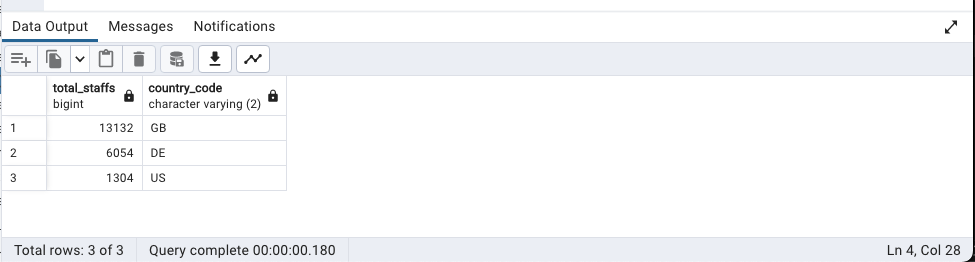 Data Output Messages Notifications
total_staffs country_code
bigint character varying (2)
1 13132 GB
2 6054 DE
3 1304 US
Total rows: 3 of 3 Query complete 00:00:00.180 Ln 4, Col 28